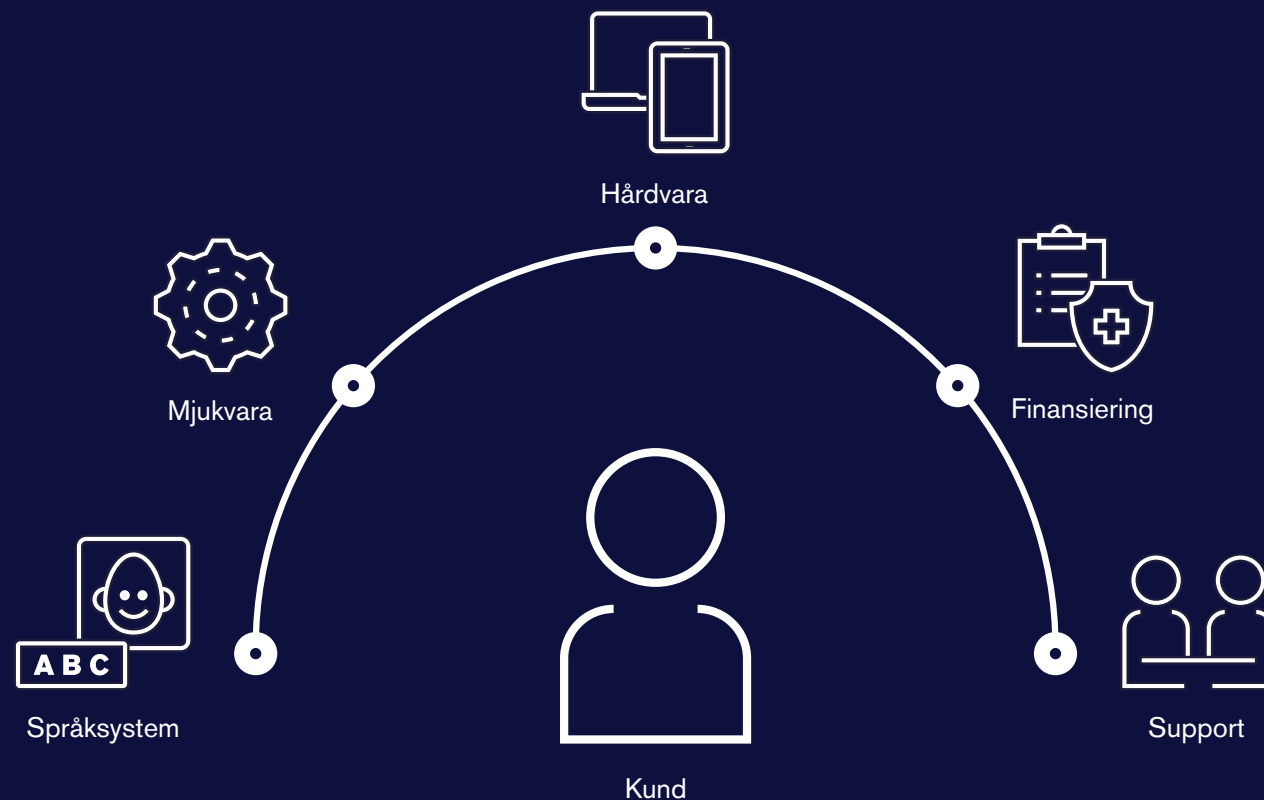 Hårdvara
Mjukvara
Finansiering
ABC
Språksystem
Support
Kund